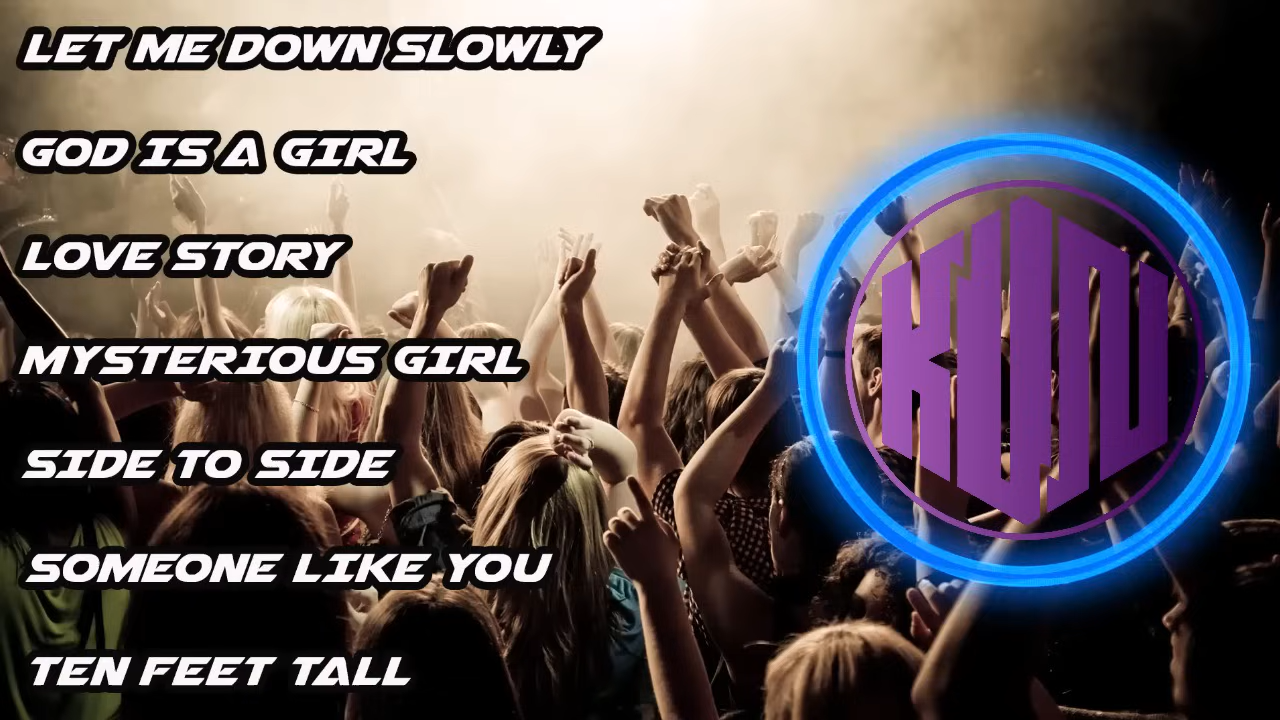 LET ME DOWN SLOWLY
GOD IS A GIRL
LOVE STORY
MYSTERIOUS GIRL
SIDE TO SIDE
SOMEONE LIKE YOU
TEN FEET TALL